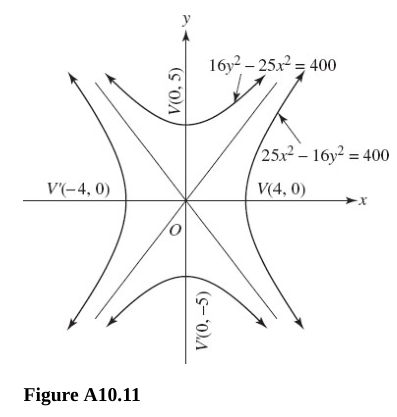 y
16y² – 25x² = 400
V(0, 5)
25x² – 16y² = 400
V'(–4, 0)
V(4, 0)
x
O
V'(0, –5)
Figure A10.11